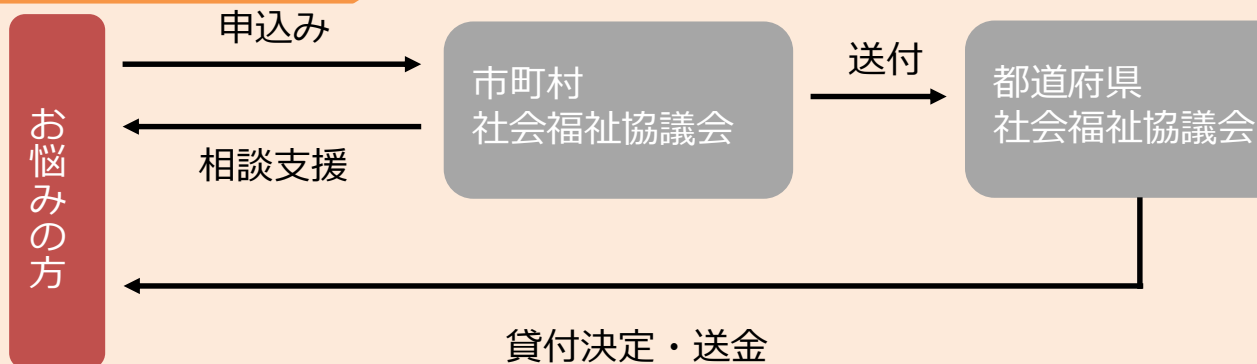 お悩みの方
申込み
相談支援
市町村
社会福祉協議会
送付
都道府県
社会福祉協議会
貸付決定・送金